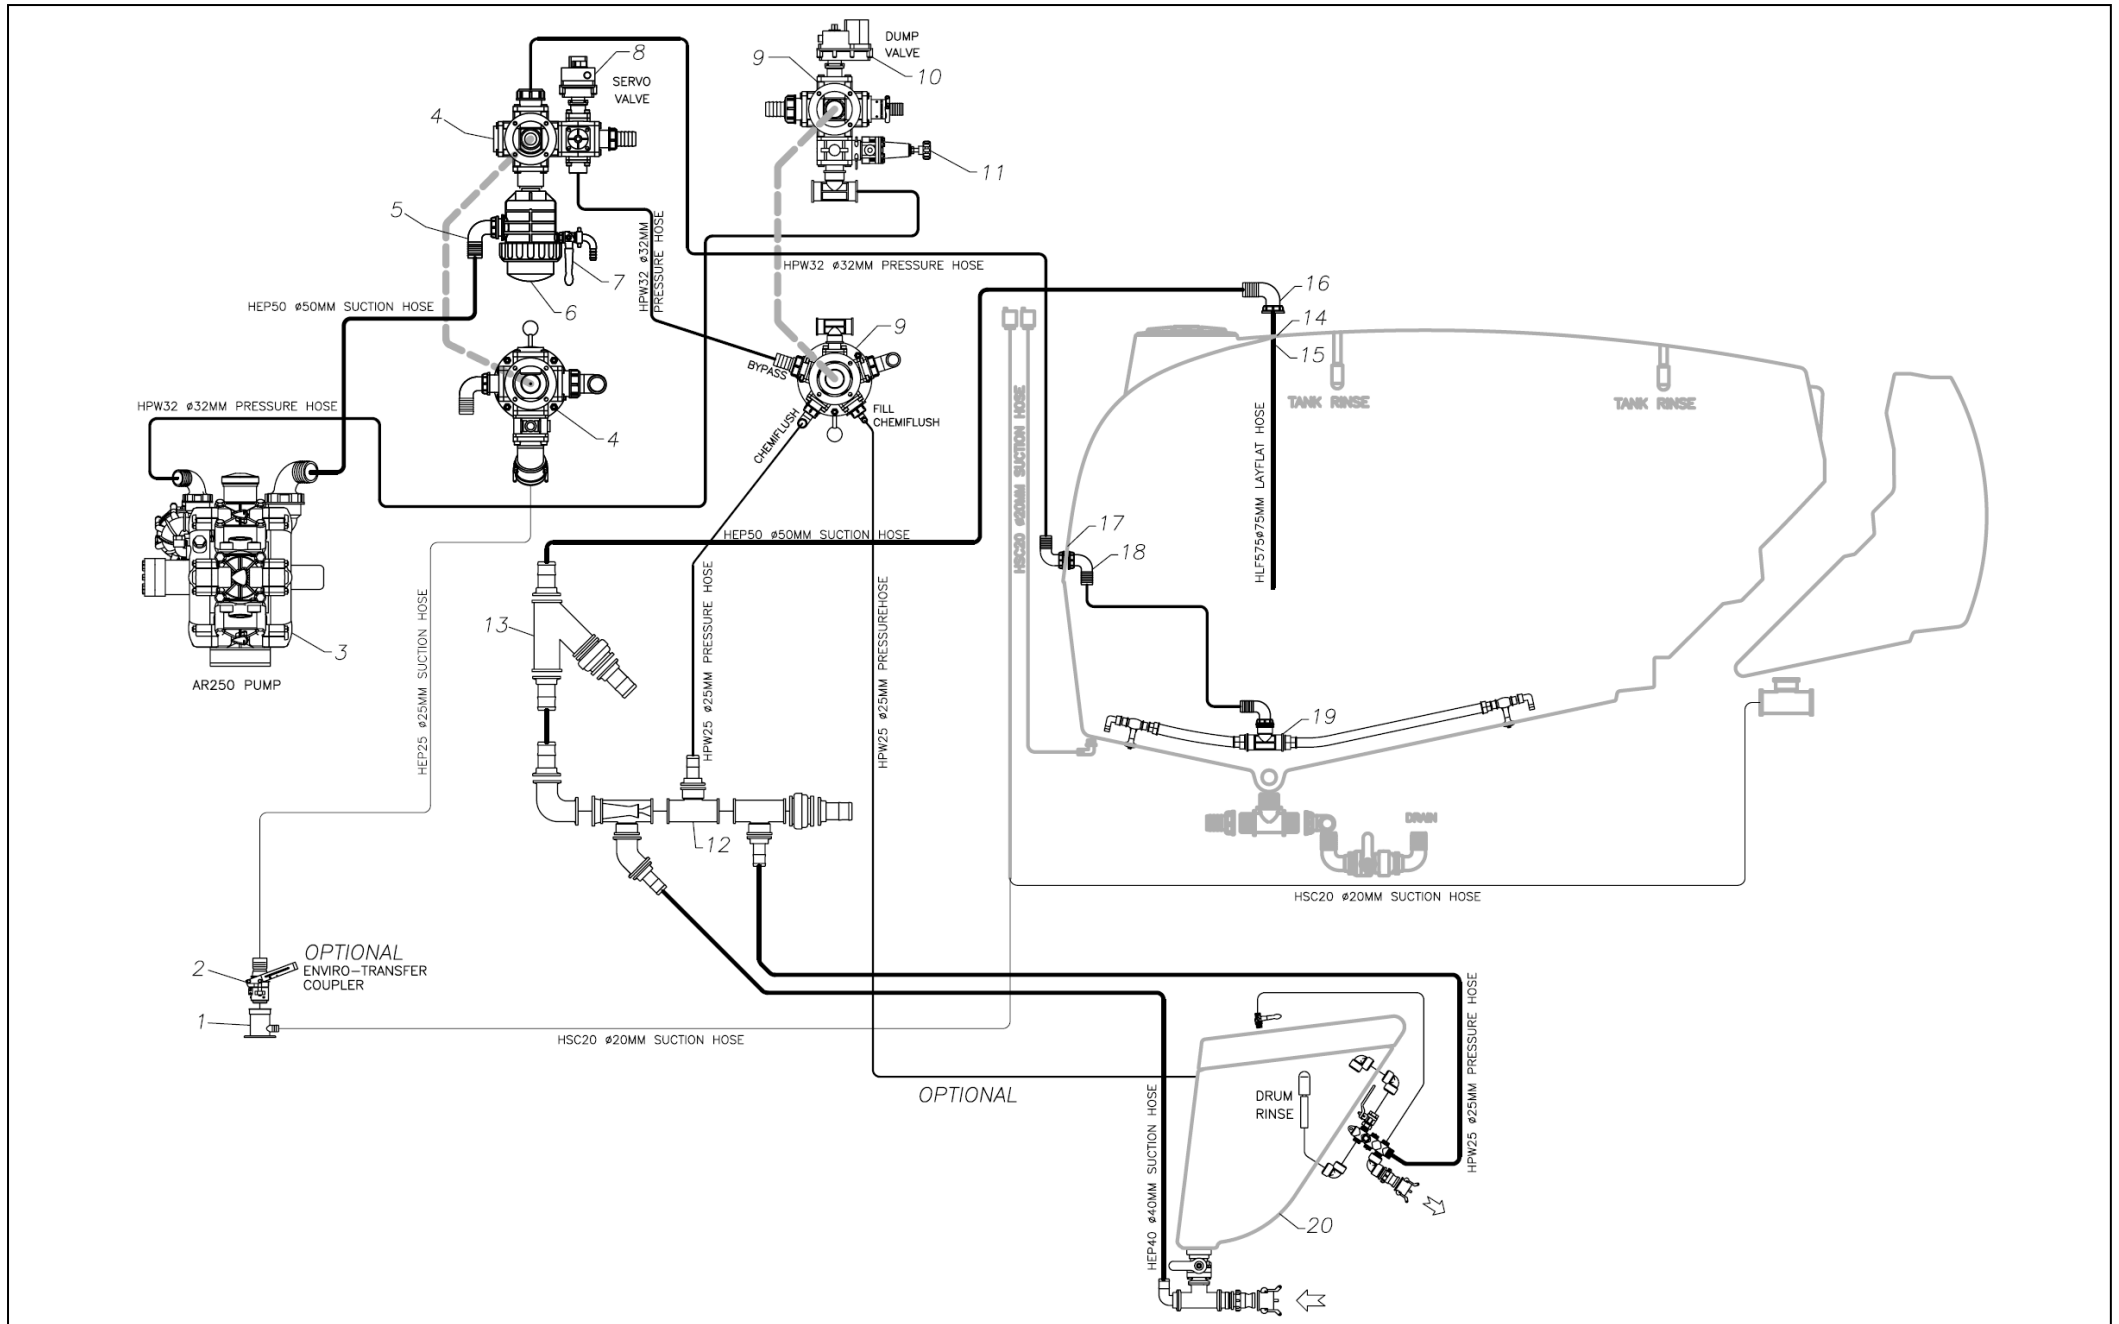 8
SERVO
VALVE
4
9
DUMP
VALVE
10
11
5
7
6
HEP50 ø50MM SUCTION HOSE
HPW32 ø32MM
PRESSURE HOSE
HPW32 ø32MM PRESSURE HOSE
16
14
15
TANK RINSE
TANK RINSE
9
BYPASS
FILL
CHEMIFLUSH
CHEMIFLUSH
4
HPW32 ø32MM PRESSURE HOSE
HSC20 ø20MM SUCTION HOSE
HLF575ø75MM LAYFLAT HOSE
HEP50 ø50MM SUCTION HOSE
17
18
3
AR250 PUMP
13
HEP25 ø25MM SUCTION HOSE
HPW25 ø25MM PRESSURE HOSE
HPW25 ø25MM PRESSUREHOSE
19
12
DRAIN
HSC20 ø20MM SUCTION HOSE
OPTIONAL
ENVIRO-TRANSFER
COUPLER
2
1
HSC20 ø20MM SUCTION HOSE
OPTIONAL
DRUM
RINSE
HEP40 ø40MM SUCTION HOSE
HPW25 ø25MM PRESSURE HOSE
20